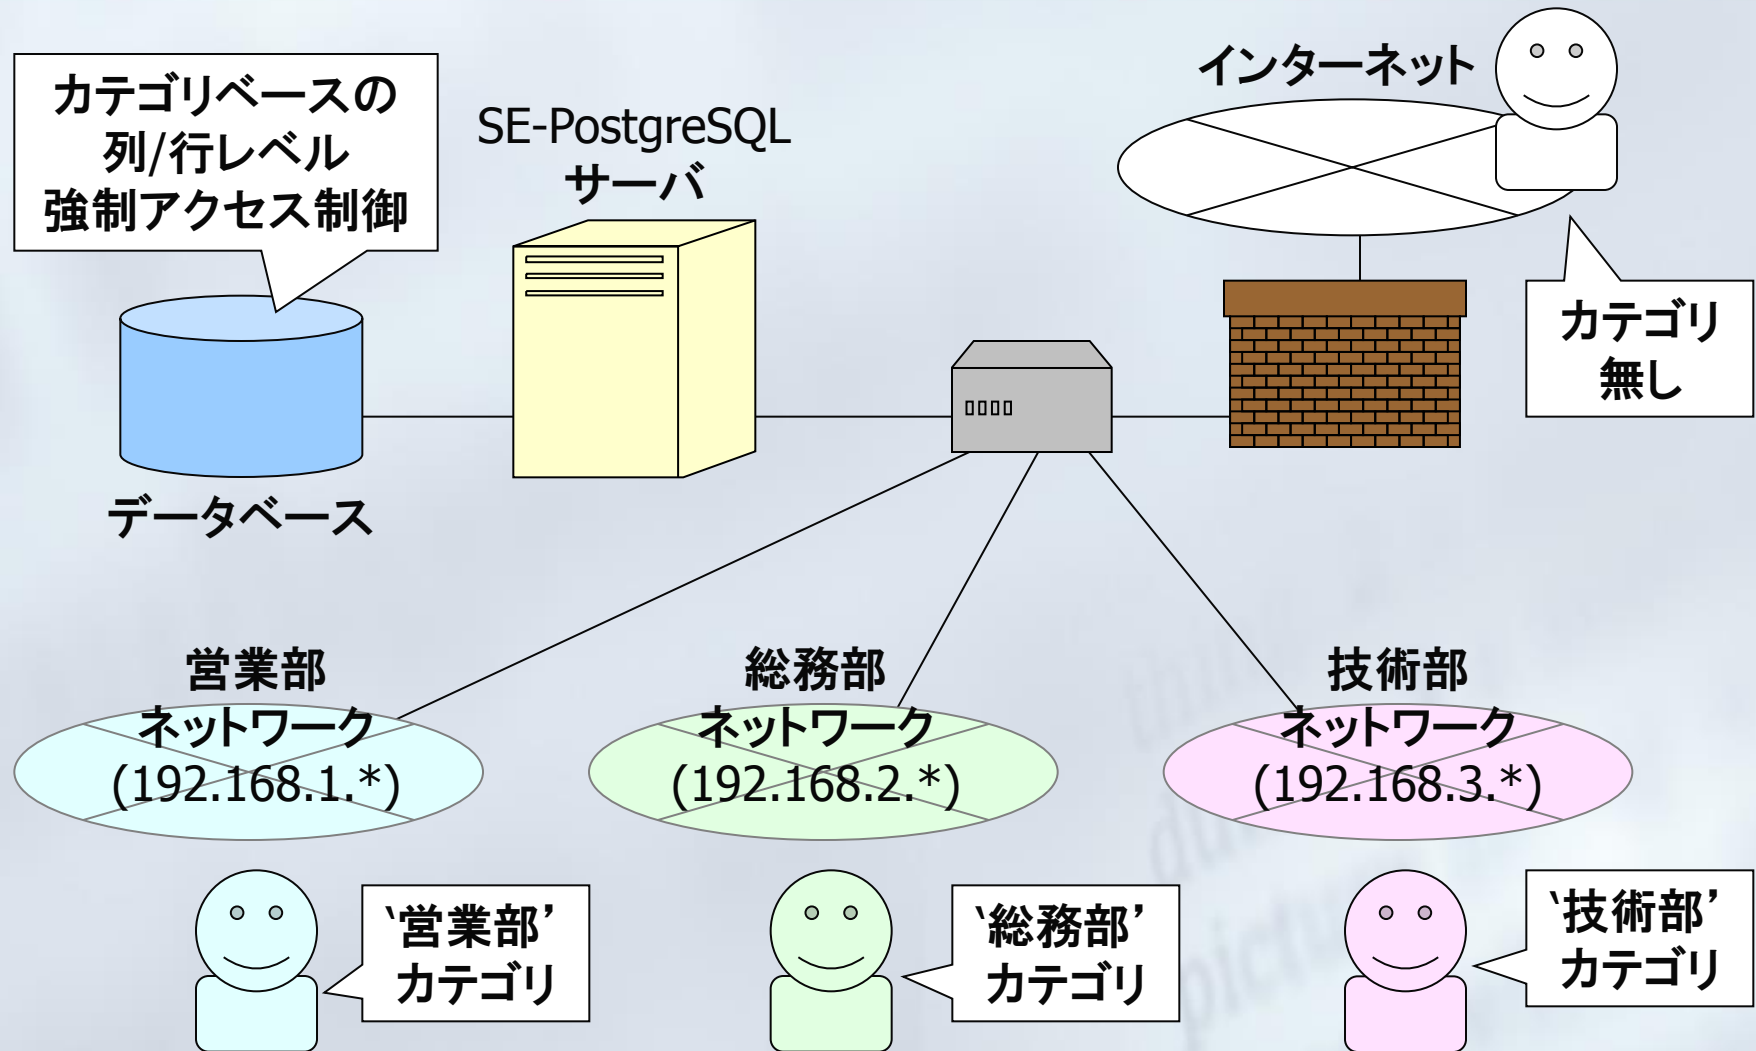 カテゴリベースの
列/行レベル
強制アクセス制御
SE-PostgreSQL
サーバ
インターネット
カテゴリ
無し
データベース
営業部
ネットワーク
(192.168.1.*)
総務部
ネットワーク
(192.168.2.*)
技術部
ネットワーク
(192.168.3.*)
‵営業部’
カテゴリ
‵総務部’
カテゴリ
‵技術部’
カテゴリ